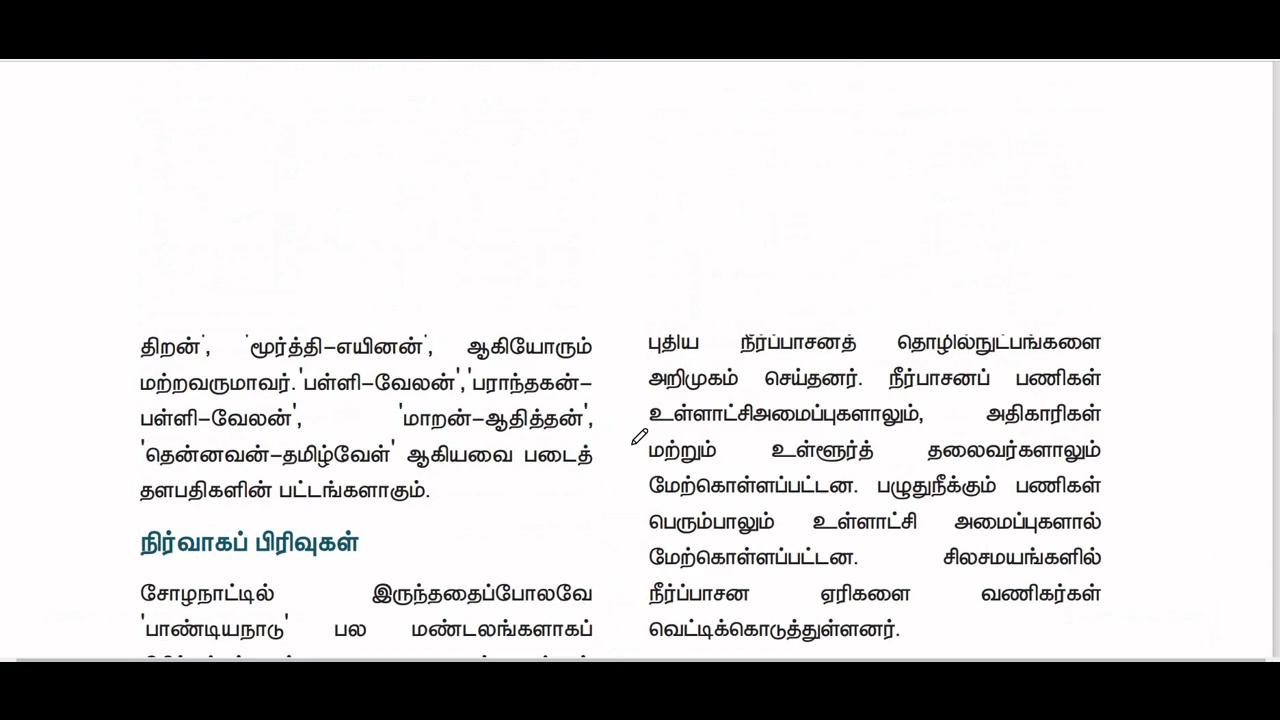 திறன்', 'மூர்த்தி–எயினன்', ஆகியோரும்
மற்றவருமாவர்.'பள்ளி–வேலன்','பராந்தகன்–
பள்ளி–வேலன்', 'மாறன்–ஆதித்தன்',
'தென்னவன்–தமிழ்வேள்' ஆகியவை படைத்
தளபதிகளின் பட்டங்களாகும்.
நிர்வாகப் பிரிவுகள்
சோழநாட்டில் இருந்ததைப்போலவே
'பாண்டியநாடு' பல மண்டலங்களாகப்
புதிய நீர்ப்பாசனத் தொழில்நுட்பங்களை
அறிமுகம் செய்தனர். நீர்பாசனப் பணிகள்
உள்ளாட்சிஅமைப்புகளாலும், அதிகாரிகள்
மற்றும் உள்ளூர்த் தலைவர்களாலும்
மேற்கொள்ளப்பட்டன. பழுதுநீக்கும் பணிகள்
பெரும்பாலும் உள்ளாட்சி அமைப்புகளால்
மேற்கொள்ளப்பட்டன. சிலசமயங்களில்
நீர்ப்பாசன ஏரிகளை வணிகர்கள்
வெட்டிக்கொடுத்துள்ளனர்.